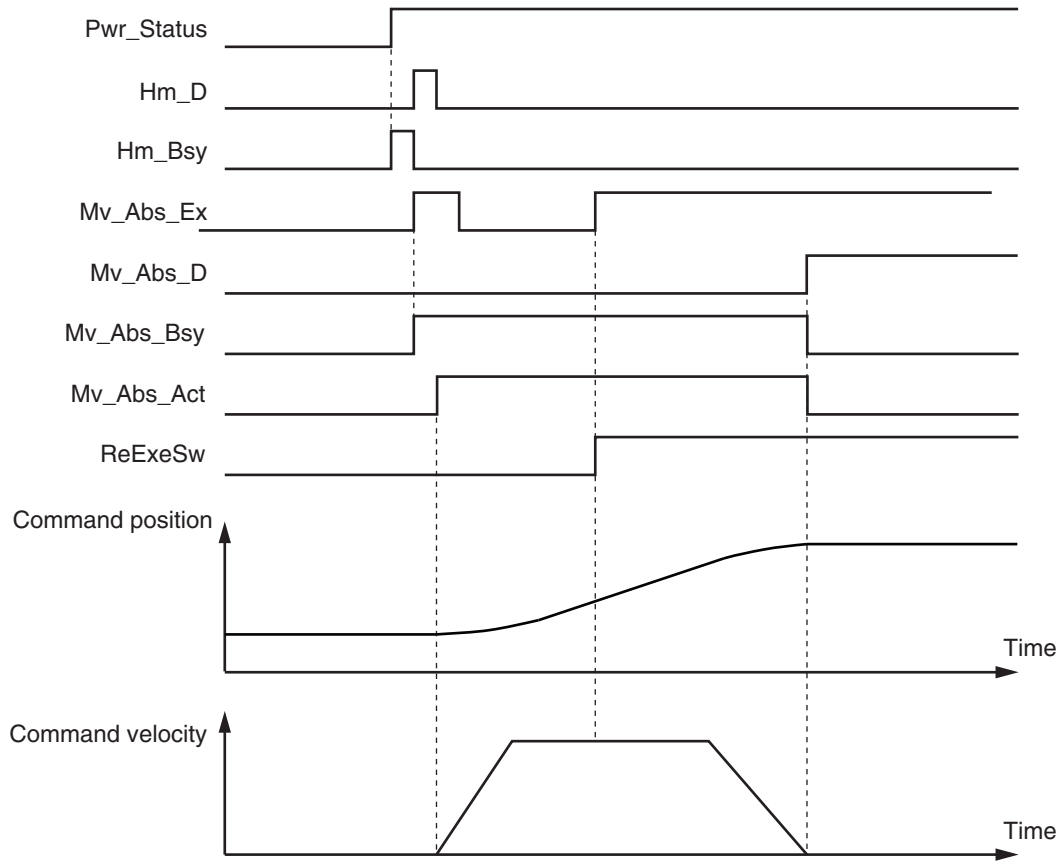 Pwr_Status
Hm_D
Hm_Bsy
Mv_Abs_Ex
Mv_Abs_D
Mv_Abs_Bsy
Mv_Abs_Act
ReExeSw
Command position
Time
Command velocity
Time